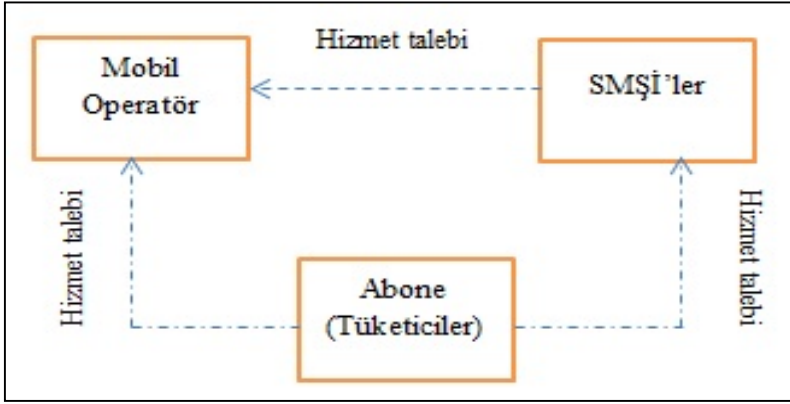 Hizmet talebi
Mobil
Operatör
SMŞİ’ler
Hizmet talebi
Hizmet talebi
Abone
(Tüketiciler)